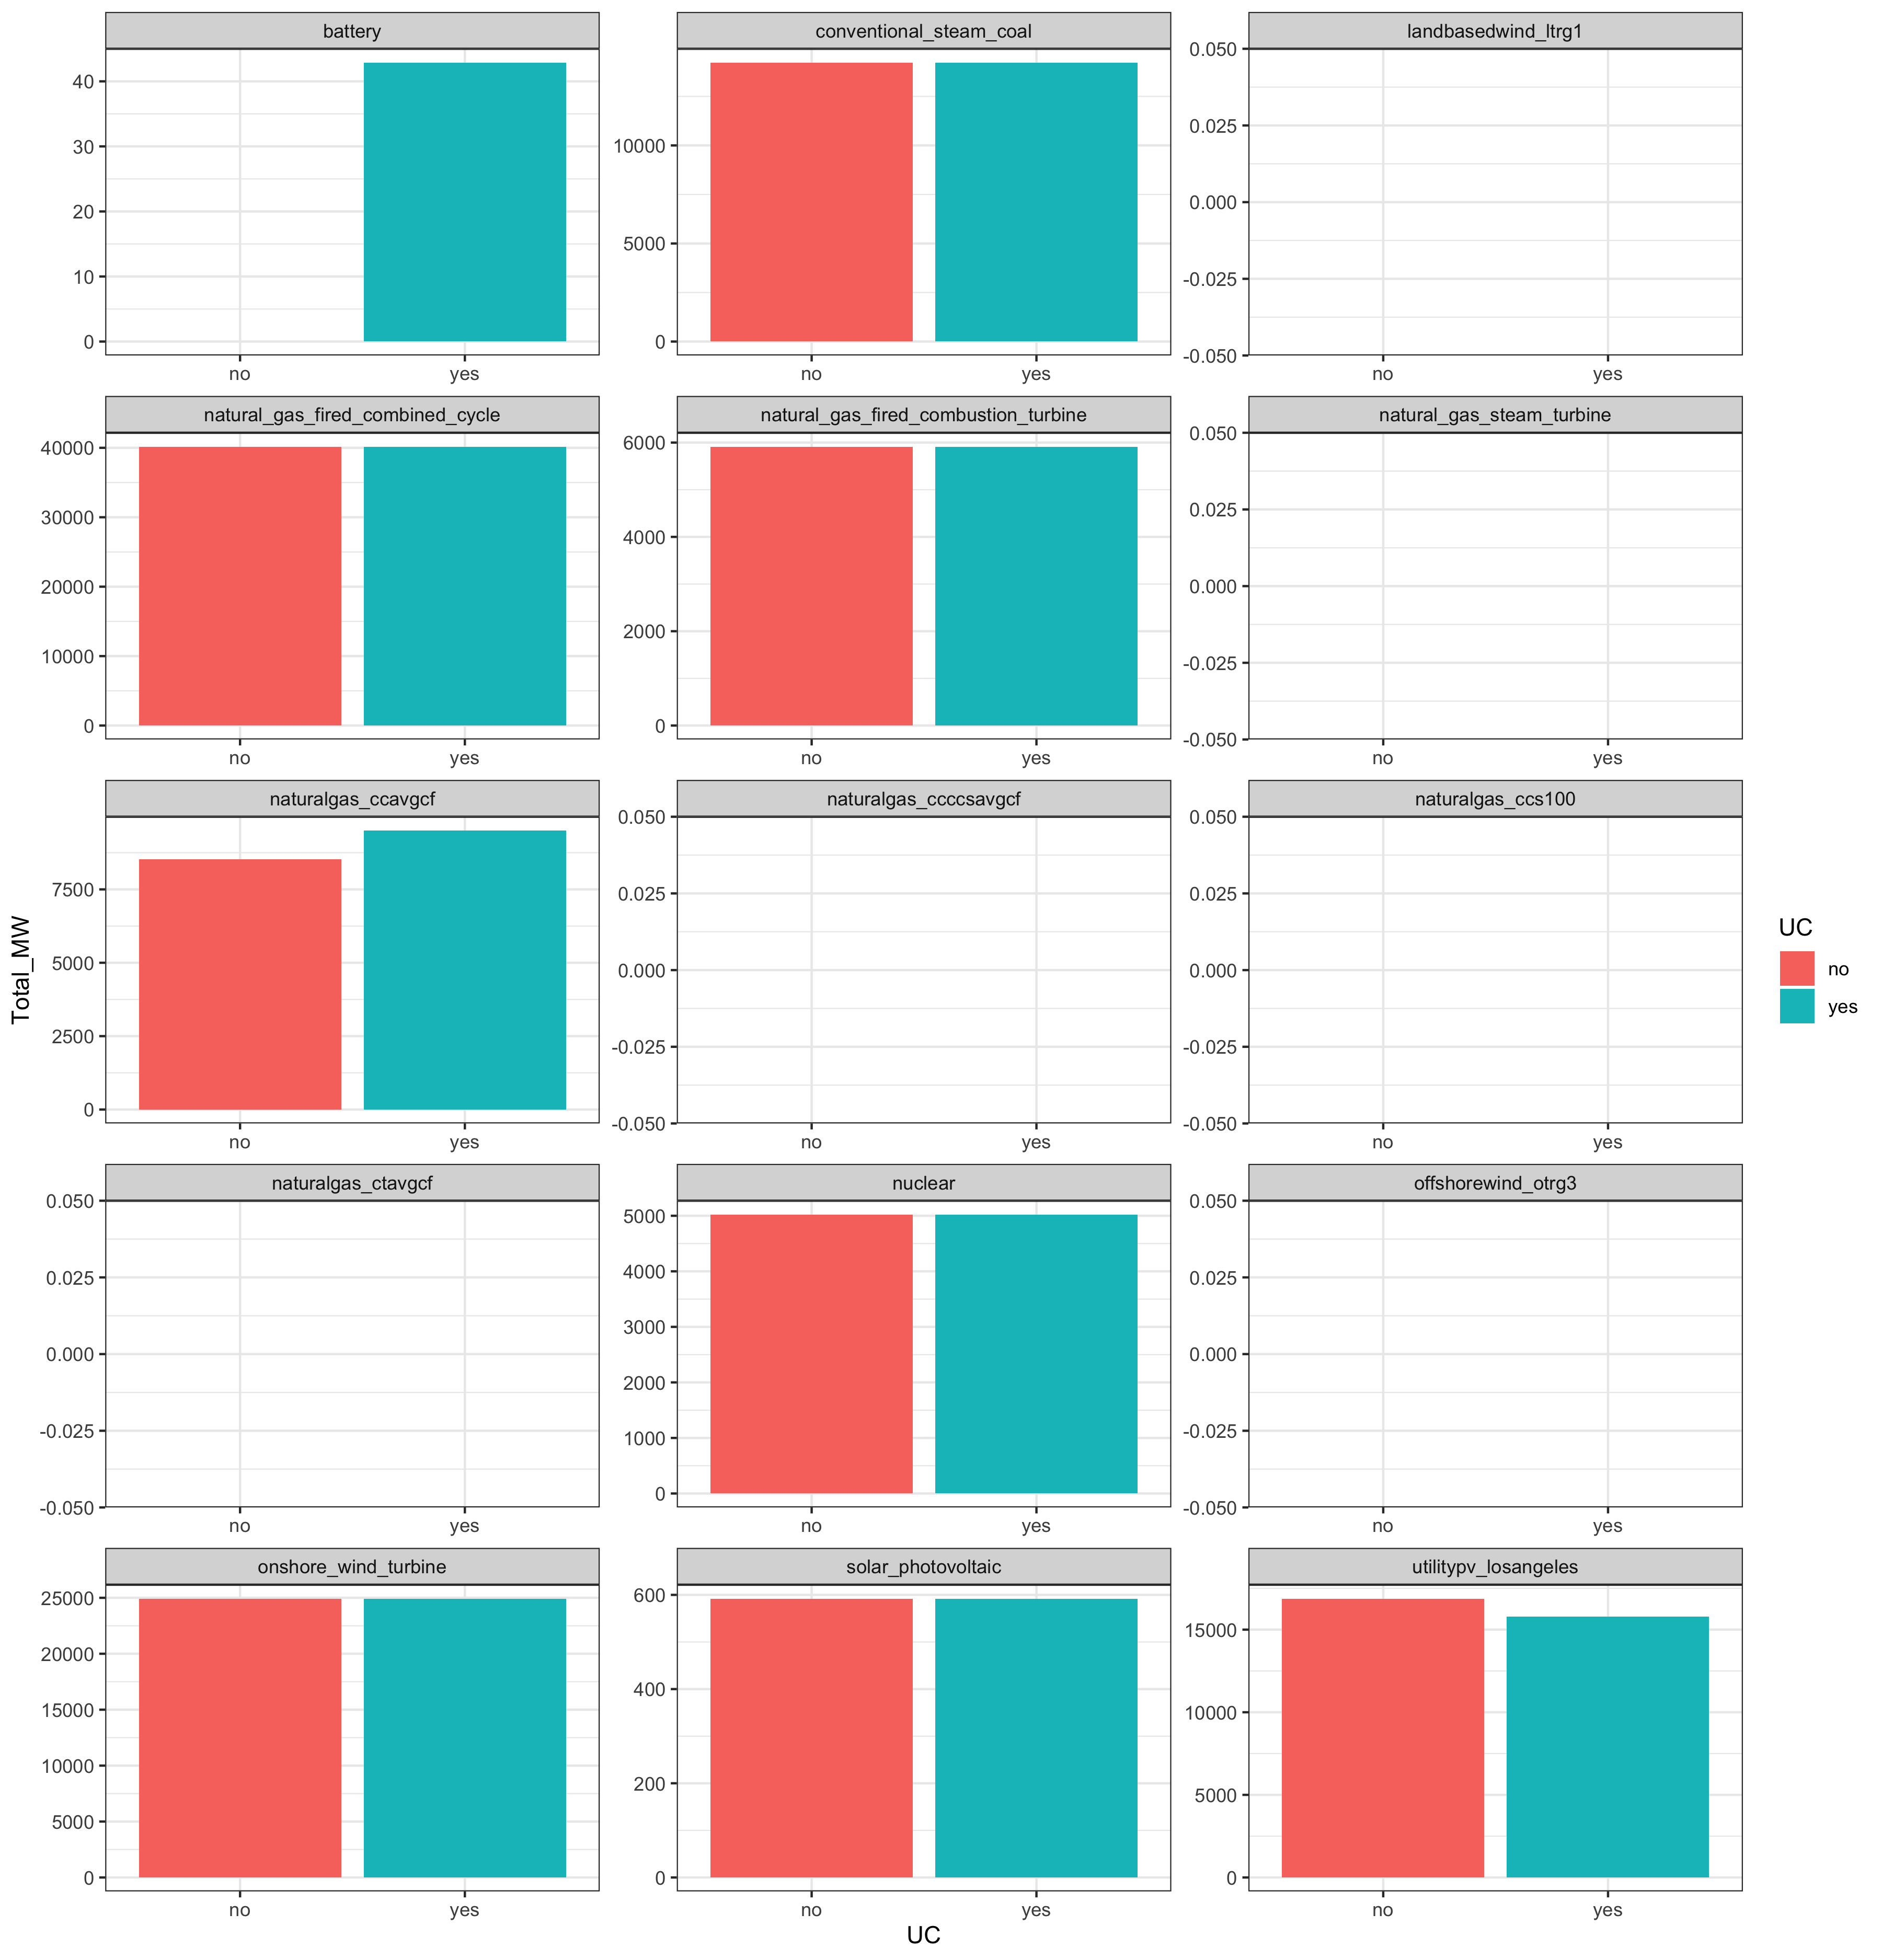 battery
40
30
20
10
0
no yes
conventional_steam_coal
10000
5000
0
no yes
landbasedwind_ltrg1
0.050
0.025
0.000
-0.025
-0.050
no yes
natural_gas_fired_combined_cycle
40000
30000
20000
10000
0
no yes
natural_gas_fired_combustion_turbine
6000
4000
2000
0
no yes
natural_gas_steam_turbine
0.050
0.025
0.000
-0.025
-0.050
no yes
naturalgas_ccavgcf
7500
5000
2500
0
no yes
naturalgas_ccccsavgcf
0.050
0.025
0.000
-0.025
-0.050
no yes
naturalgas_ccs100
0.050
0.025
0.000
-0.025
-0.050
no yes
naturalgas_ctavgcf
0.050
0.025
0.000
-0.025
-0.050
no yes
nuclear
5000
4000
3000
2000
1000
0
no yes
offshorewind_otrg3
0.050
0.025
0.000
-0.025
-0.050
no yes
onshore_wind_turbine
25000
20000
15000
10000
5000
0
no yes
solar_photovoltaic
600
400
200
0
no yes
utilitypv_losangeles
15000
10000
5000
0
no yes
Total_MW
UC
UC
no
yes